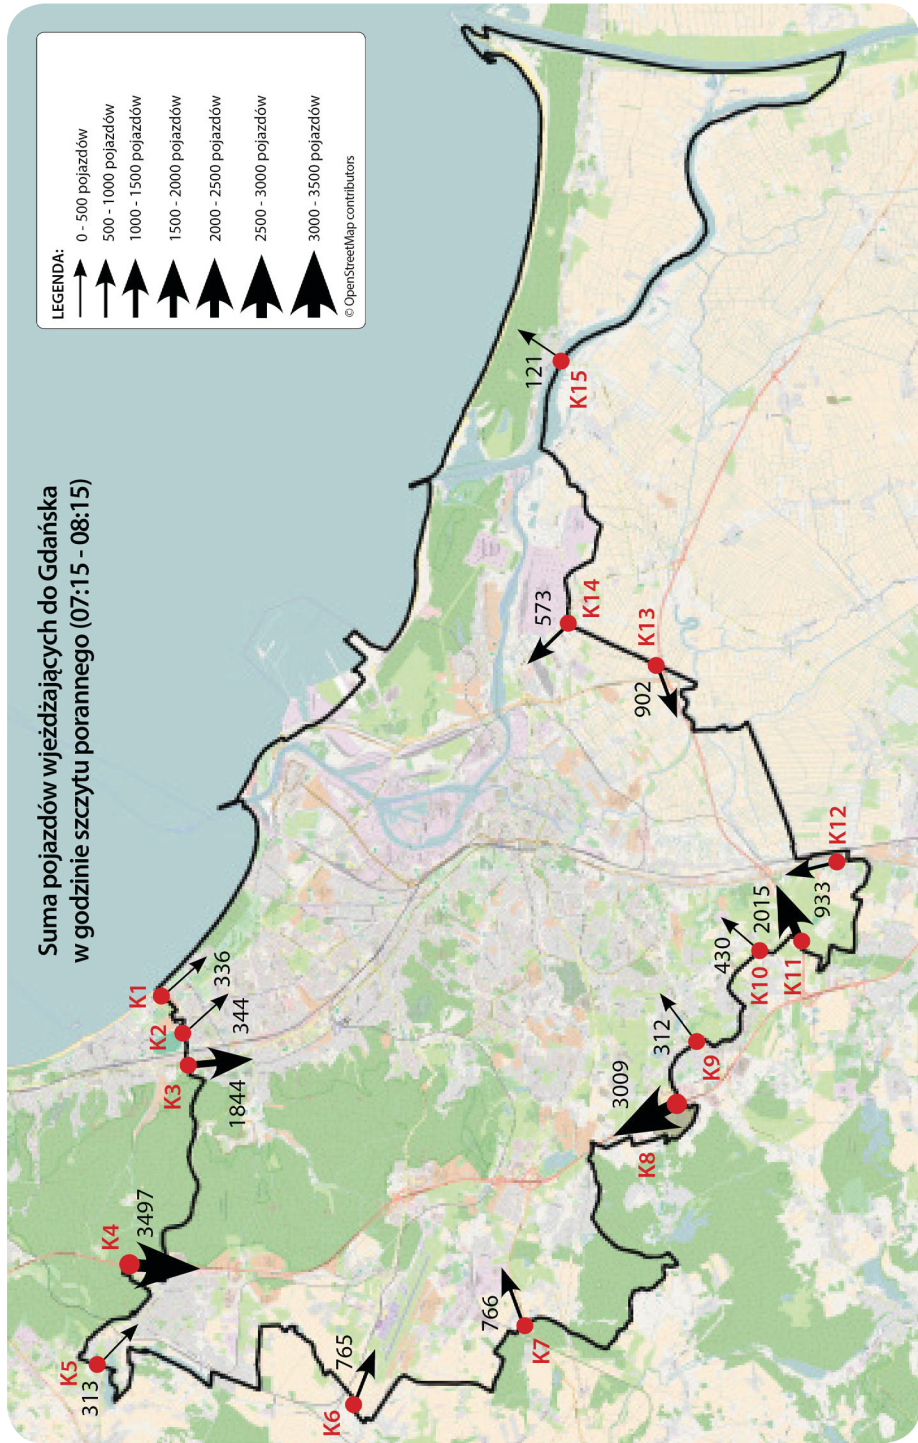 Suma pojazdów wjeżdżających do Gdańska
w godzinie szczytu porannego (07:15 - 08:15)
LEGENDA:
0 - 500 pojazdów
500 - 1000 pojazdów
1000 - 1500 pojazdów
1500 - 2000 pojazdów
2000 - 2500 pojazdów
2500 - 3000 pojazdów
3000 - 3500 pojazdów
© OpenStreetMap contributors
K1
336
K2
344
K3
1844
K4
3497
K5
313
K6
765
K7
766
K8
3009
K9
312
K10
430
K11
2015
K12
933
K13
902
K14
573
K15
121